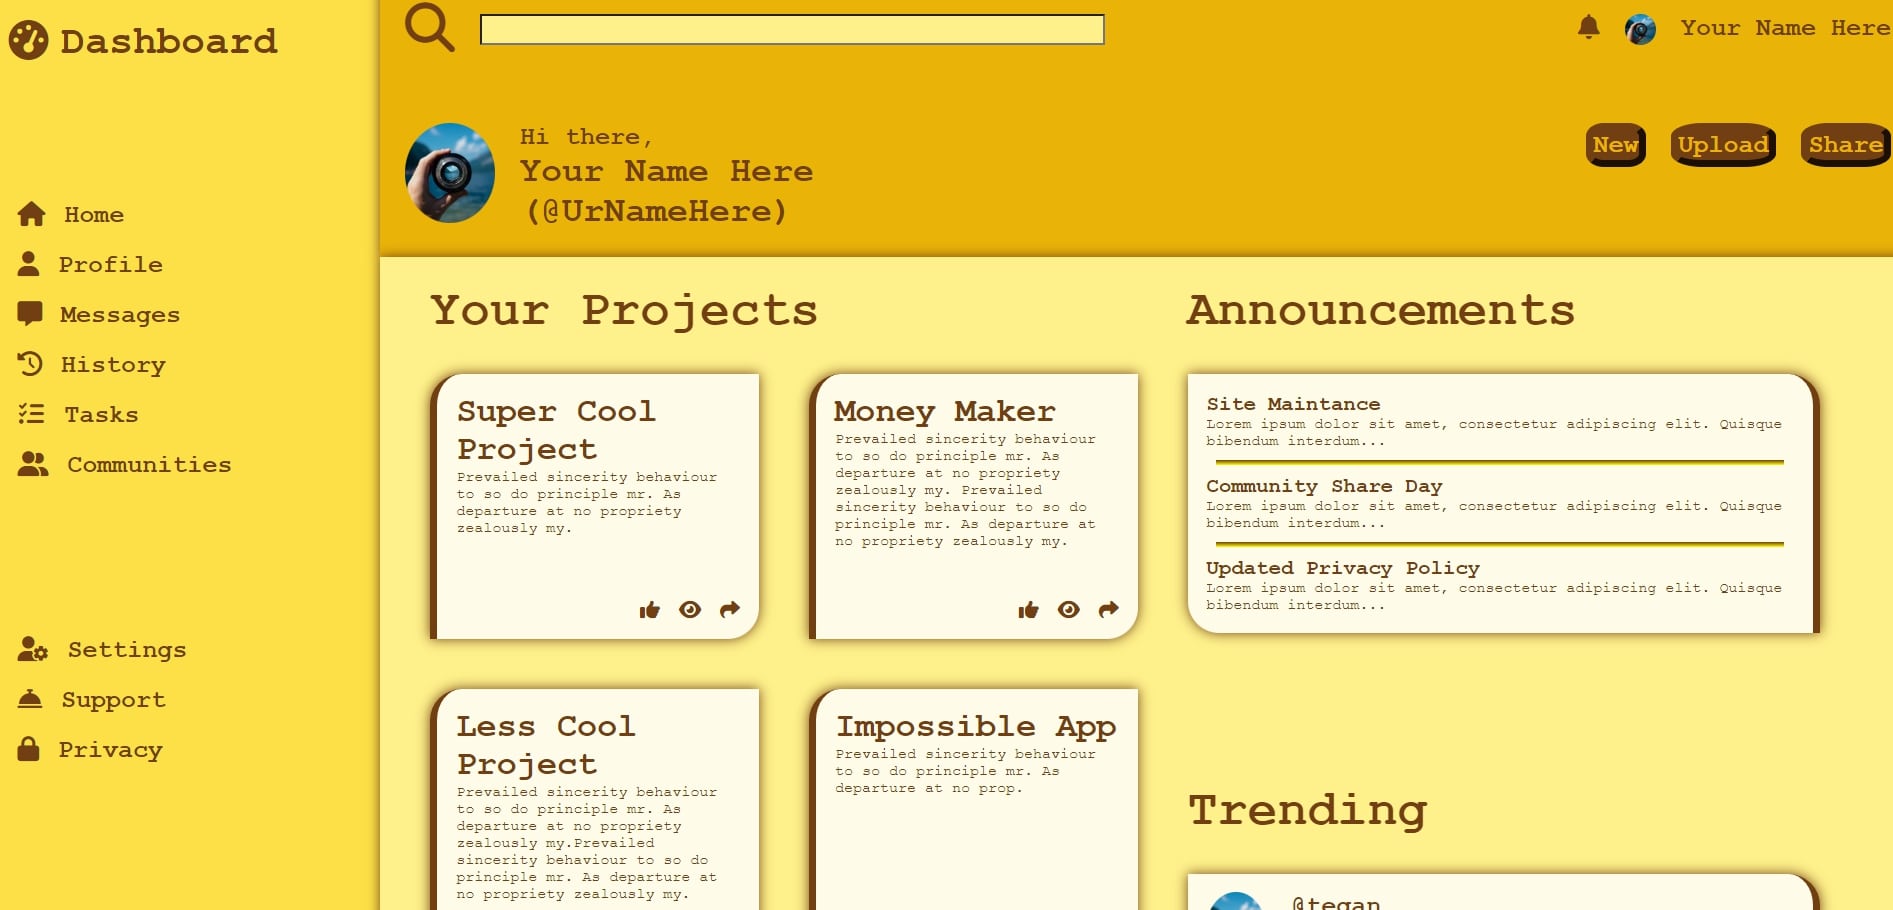 Dashboard
Home
Profile
Messages
History
Tasks
Communities
Settings
Support
Privacy
Your Name Here
Hi there,
Your Name Here
(@UrNameHere)
New
Upload
Share
Your Projects
Super Cool
Project
Prevailed sincerity behaviour
to so do principle mr. As
departure at no propriety
zealously my.
Money Maker
Prevailed sincerity behaviour
to so do principle mr. As
departure at no propriety
zealously my. Prevailed
sincerity behaviour to so do
principle mr. As departure at
no propriety zealously my.
Less Cool
Project
Prevailed sincerity behaviour
to so do principle mr. As
departure at no propriety
zealously my.Prevailed
sincerity behaviour to so do
principle mr. As departure at
no propriety zealously my.
Impossible App
Prevailed sincerity behaviour
to so do principle mr. As
departure at no prop.
Announcements
Site Maintance
Lorem ipsum dolor sit amet, consectetur adipiscing elit. Quisque
bibendum interdum...
Community Share Day
Lorem ipsum dolor sit amet, consectetur adipiscing elit. Quisque
bibendum interdum...
Updated Privacy Policy
Lorem ipsum dolor sit amet, consectetur adipiscing elit. Quisque
bibendum interdum...
Trending
@tegan